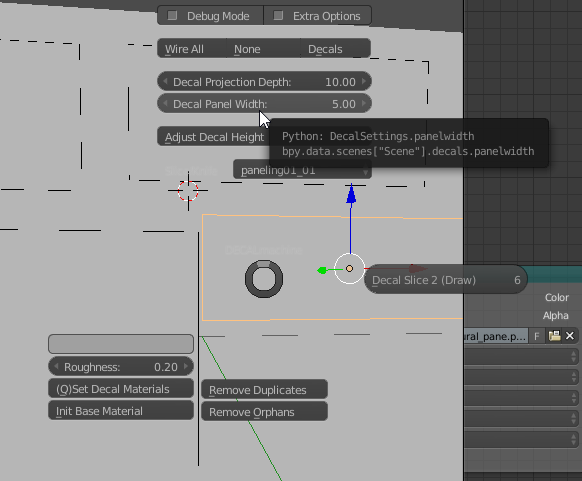 Debug Mode
Extra Options
Wire All
None
Decals
Decal Projection Depth: 10.00
Decal Panel Width: 5.00
Adjust Decal Height
Python: DecalSettings.panelwidth
bpy.data.scenes["Scene"].decals.panelwidth
paneling01_01
Decal Slice 2 (Draw) 6
Color
Alpha
ural_pane.p...
F
Roughness: 0.20
(Q)Set Decal Materials
Remove Duplicates
Init Base Material
Remove Orphans